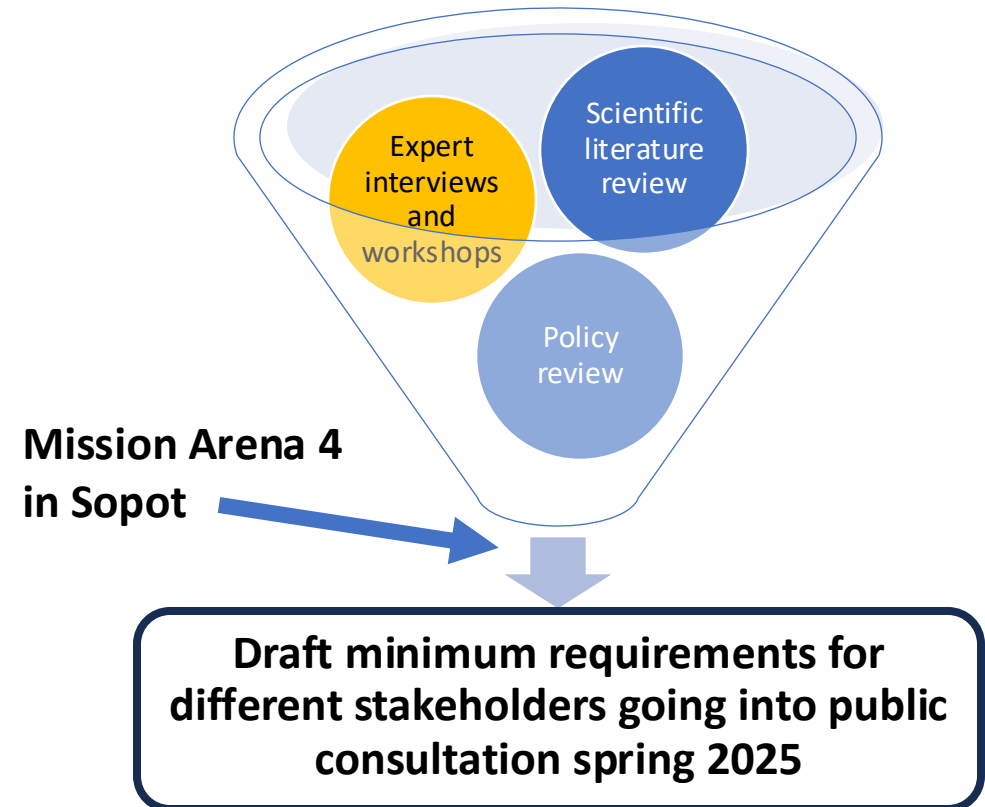 Scientific
literature
review
Expert
interviews
and
workshops
Policy
review
Mission Arena 4
in Sopot
Draft minimum requirements for
different stakeholders going into public
consultation spring 2025